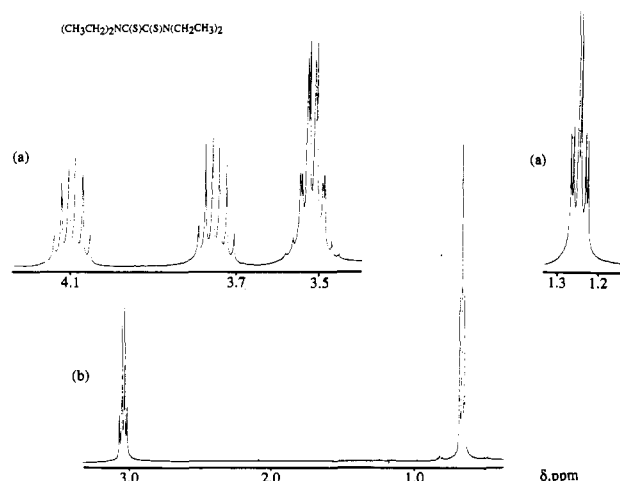 (CH3CH2)2NC(S)C(S)N(CH2CH3)2
(a)
(a)
4.1 3.7 3.5
1.3 1.2
(b)
3.0 2.0 1.0 δ,ppm